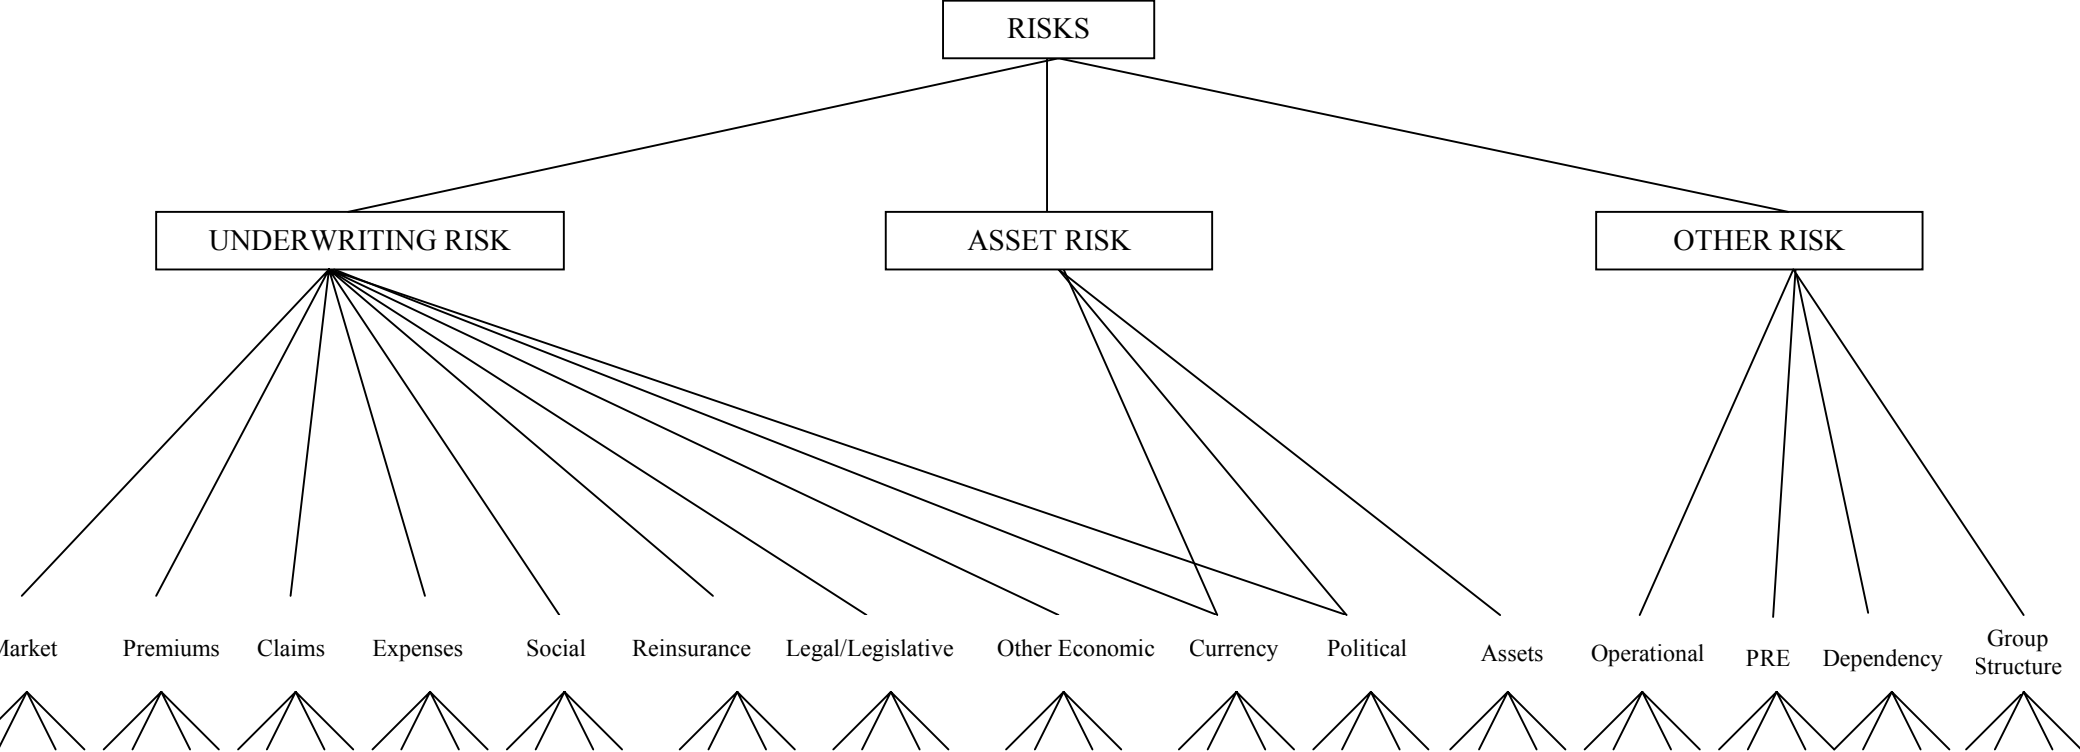 RISKS
UNDERWRITING RISK
ASSET RISK
OTHER RISK
Market
Premiums
Claims
Expenses
Social
Reinsurance
Legal/Legislative
Other Economic
Currency
Political
Assets
Operational
PRE
Dependency
Group
Structure